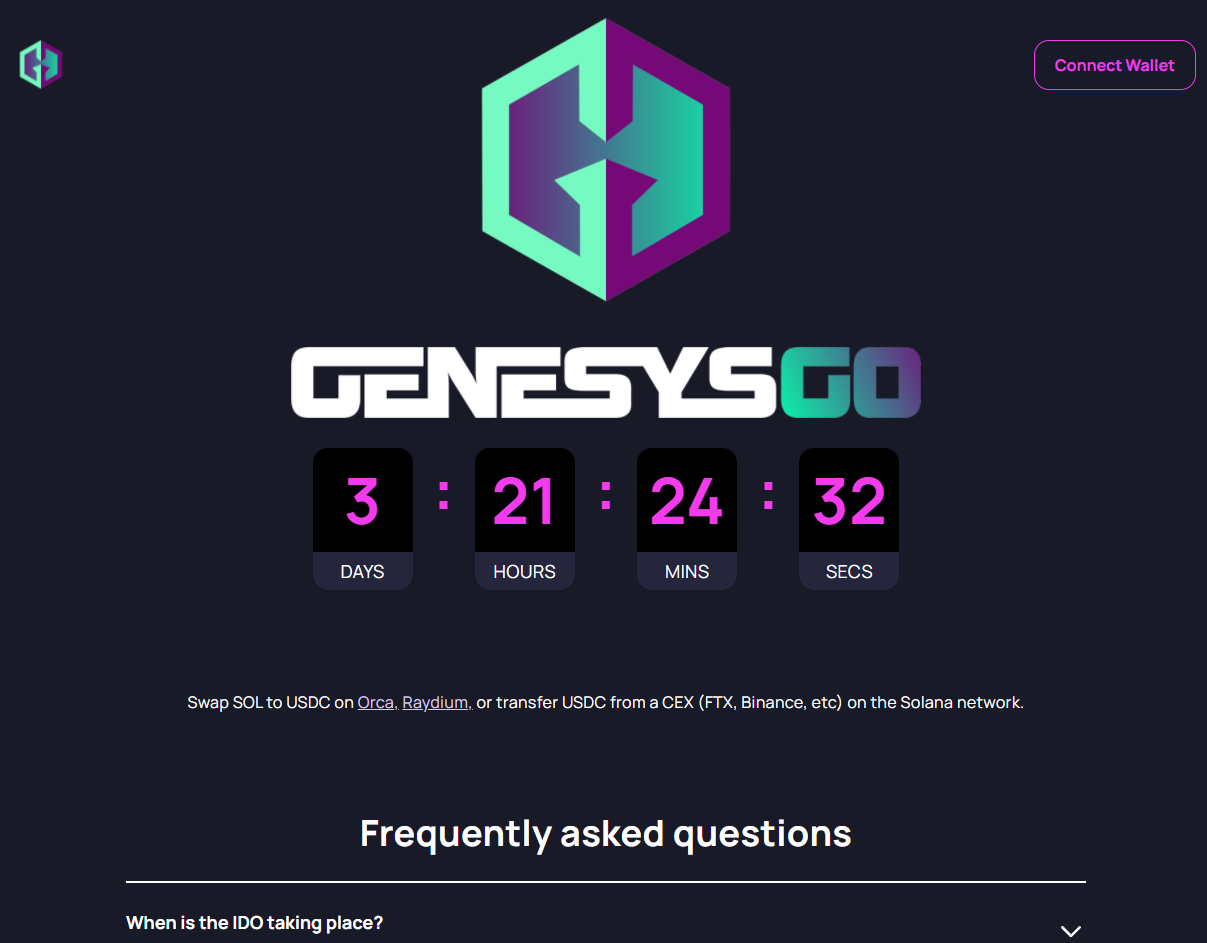 Connect Wallet
GENESYSGO
3 : 21 : 24 : 32
DAYS HOURS MINS SECS
Swap SOL to USDC on Orca, Raydium, or transfer USDC from a CEX (FTX, Binance, etc) on the Solana network.
Frequently asked questions
When is the IDO taking place?